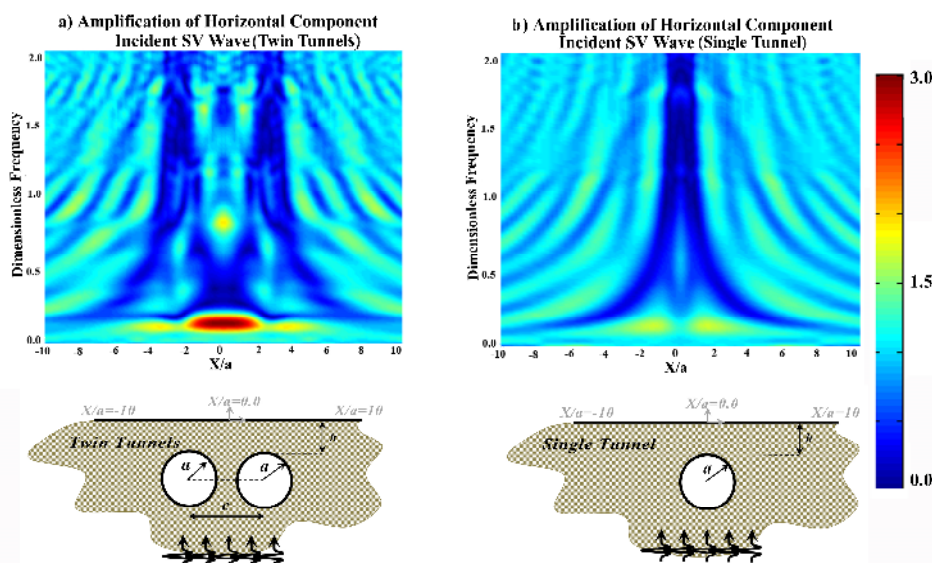 a) Amplification of Horizontal Component
Incident SV Wave (Twin Tunnels)
b) Amplification of Horizontal Component
Incident SV Wave (Single Tunnel)
Dimensionless Frequency
2.0
1.5
1.0
0.5
0.0
-10 -8 -6 -4 -2 0 2 4 6 8 10
X/a
Dimensionless Frequency
2.0
1.5
1.0
0.5
0.0
-10 -8 -6 -4 -2 0 2 4 6 8 10
X/a
3.0
1.5
0.0
X/a=-10
X/a=0.0
X/a=10
h
Twin Tunnels
a
a
c
X/a=-10
X/a=0.0
X/a=10
h
Single Tunnel
a